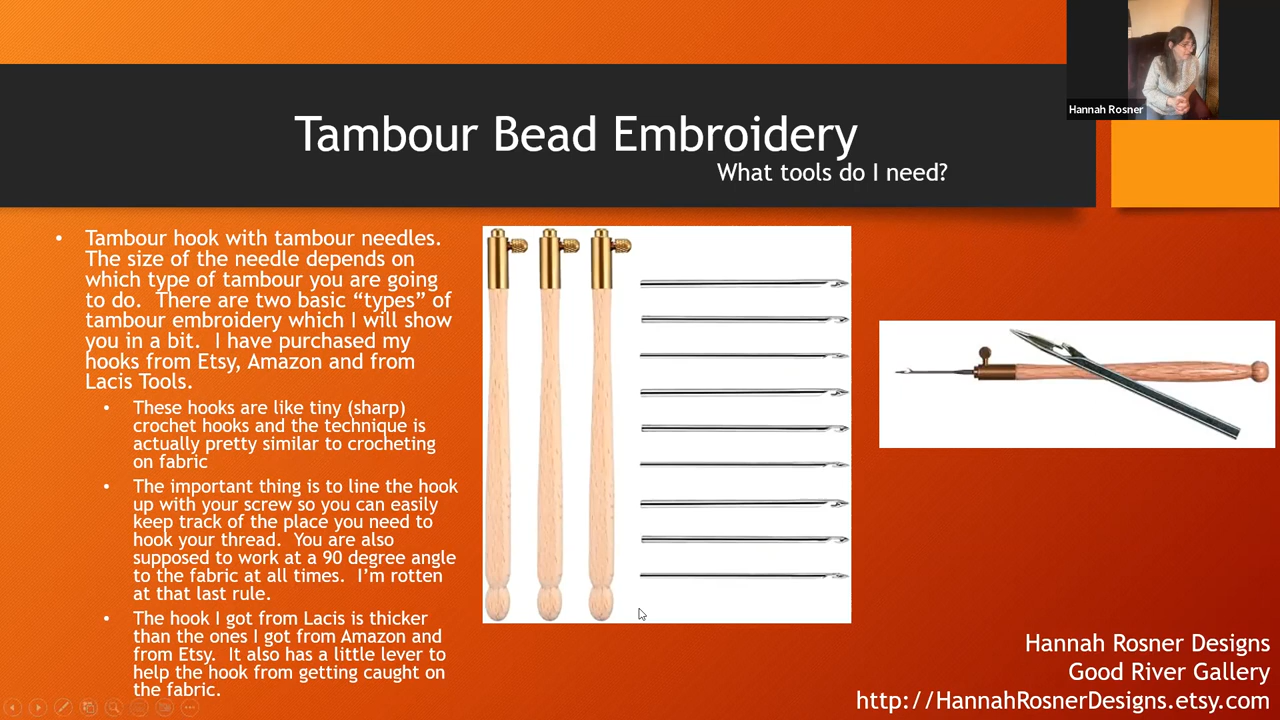 Hannah Rosner
Tambour Bead Embroidery
What tools do I need?
• Tambour hook with tambour needles.
The size of the needle depends on
which type of tambour you are going
to do.  There are two basic “types” of
tambour embroidery which I will show
you in a bit.  I have purchased my
hooks from Etsy, Amazon and from
Lacis Tools.
• These hooks are like tiny (sharp)
crochet hooks and the technique is
actually pretty similar to crocheting
on fabric
• The important thing is to line the hook
up with your screw so you can easily
keep track of the place you need to
hook your thread.  You are also
supposed to work at a 90 degree angle
to the fabric at all times.  I’m rotten
at that last rule.
• The hook I got from Lacis is thicker
than the ones I got from Amazon and
from Etsy.  It also has a little lever to
help the hook from getting caught on
the fabric.
Hannah Rosner Designs
Good River Gallery
http://HannahRosnerDesigns.etsy.com